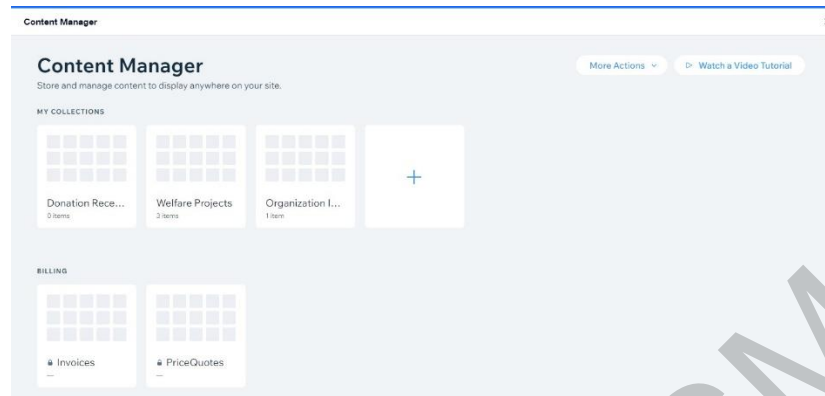 Content Manager
Content Manager
More Actions
Watch a Video Tutorial
Store and manage content to display anywhere on your site.
MY COLLECTIONS
Donation Rece...
Welfare Projects
Organization I...
0 items
3 items
1 item
BILLING
Invoices
PriceQuotes